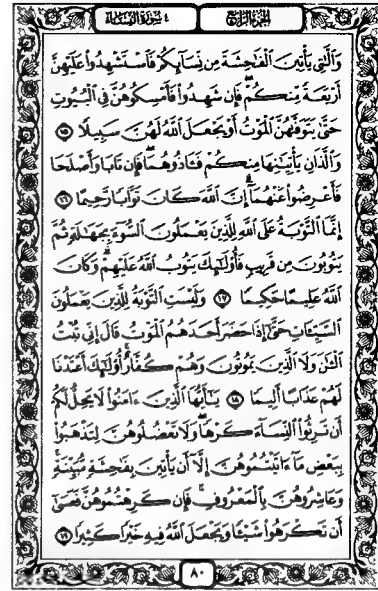 الجزء الرابع
٤ سورة النساء
وَٱلَّٰتِي يَأۡتِينَ ٱلۡفَٰحِشَةَ مِن نِّسَآئِكُمۡ فَٱسۡتَشۡهِدُواْ عَلَيۡهِنَّ
أَرۡبَعَةٗ مِّنكُمۡۖ فَإِن شَهِدُواْ فَأَمۡسِكُوهُنَّ فِي ٱلۡبُيُوتِ
حَتَّىٰ يَتَوَفَّىٰهُنَّ ٱلۡمَوۡتُ أَوۡ يَجۡعَلَ ٱللَّهُ لَهُنَّ سَبِيلٗا ١٥
وَٱلَّذَانِ يَأۡتِيَٰنِهَا مِنكُمۡ فَـَٔاذُوهُمَاۖ فَإِن تَابَا وَأَصۡلَحَا
فَأَعۡرِضُواْ عَنۡهُمَآۗ إِنَّ ٱللَّهَ كَانَ تَوَّابٗا رَّحِيمًا ١٦
إِنَّمَا ٱلتَّوۡبَةُ عَلَى ٱللَّهِ لِلَّذِينَ يَعۡمَلُونَ ٱلسُّوٓءَ بِجَهَٰلَةٖ ثُمَّ
يَتُوبُونَ مِن قَرِيبٖ فَأُوْلَٰٓئِكَ يَتُوبُ ٱللَّهُ عَلَيۡهِمۡۗ وَكَانَ
ٱللَّهُ عَلِيمًا حَكِيمٗا ١٧ وَلَيۡسَتِ ٱلتَّوۡبَةُ لِلَّذِينَ يَعۡمَلُونَ
ٱلسَّيِّـَٔاتِ حَتَّىٰٓ إِذَا حَضَرَ أَحَدَهُمُ ٱلۡمَوۡتُ قَالَ إِنِّي تُبۡتُ
ٱلۡـَٰٔنَ وَلَا ٱلَّذِينَ يَمُوتُونَ وَهُمۡ كُفَّارٌۚ أُوْلَٰٓئِكَ أَعۡتَدۡنَا
لَهُمۡ عَذَابًا أَلِيمٗا ١٨ يَٰٓأَيُّهَا ٱلَّذِينَ ءَامَنُواْ لَا يَحِلُّ لَكُمۡ
أَن تَرِثُواْ ٱلنِّسَآءَ كَرۡهٗاۖ وَلَا تَعۡضُلُوهُنَّ لِتَذۡهَبُواْ
بِبَعۡضِ مَآ ءَاتَيۡتُمُوهُنَّ إِلَّآ أَن يَأۡتِينَ بِفَٰحِشَةٖ مُّبَيِّنَةٖۚ
وَعَاشِرُوهُنَّ بِٱلۡمَعۡرُوفِۚ فَإِن كَرِهۡتُمُوهُنَّ فَعَسَىٰٓ
أَن تَكۡرَهُواْ شَيۡـٔٗا وَيَجۡعَلَ ٱللَّهُ فِيهِ خَيۡرٗا كَثِيرٗا ١٩
٨٠